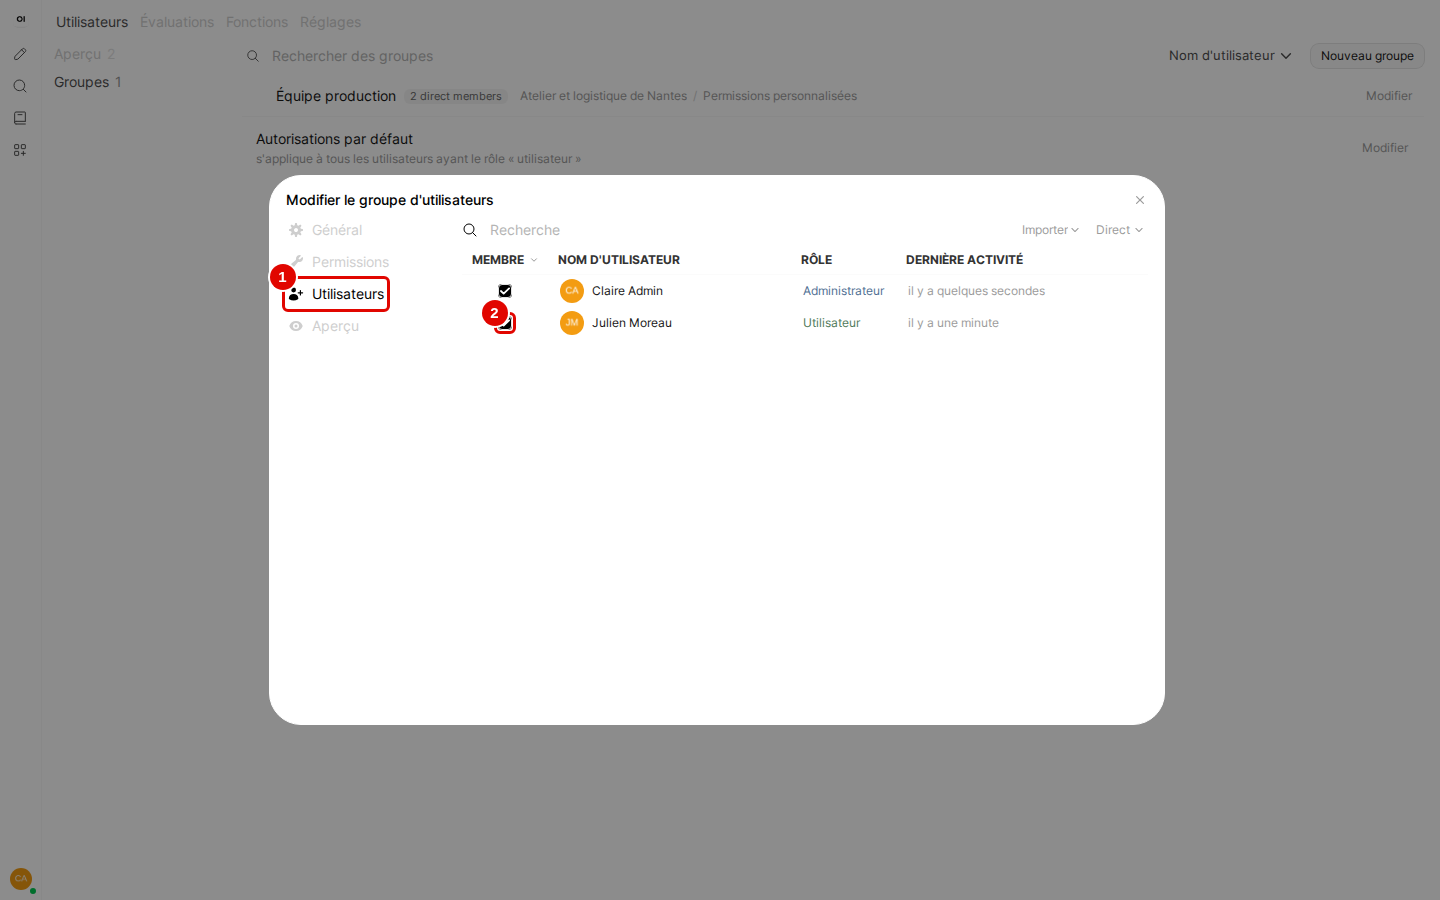 OI
Utilisateurs Évaluations Fonctions Réglages
Aperçu 2
Groupes 1
Rechercher des groupes
Nom d'utilisateur
Nouveau groupe
Équipe production 2 direct members Atelier et logistique de Nantes / Permissions personnalisées Modifier
Autorisations par défaut
s'applique à tous les utilisateurs ayant le rôle « utilisateur »
Modifier
Modifier le groupe d'utilisateurs
Général
Permissions
1
Utilisateurs
Aperçu
Recherche
Importer
Direct
MEMBRE NOM D'UTILISATEUR RÔLE DERNIÈRE ACTIVITÉ
CA Claire Admin Administrateur il y a quelques secondes
2
JM Julien Moreau Utilisateur il y a une minute
CA